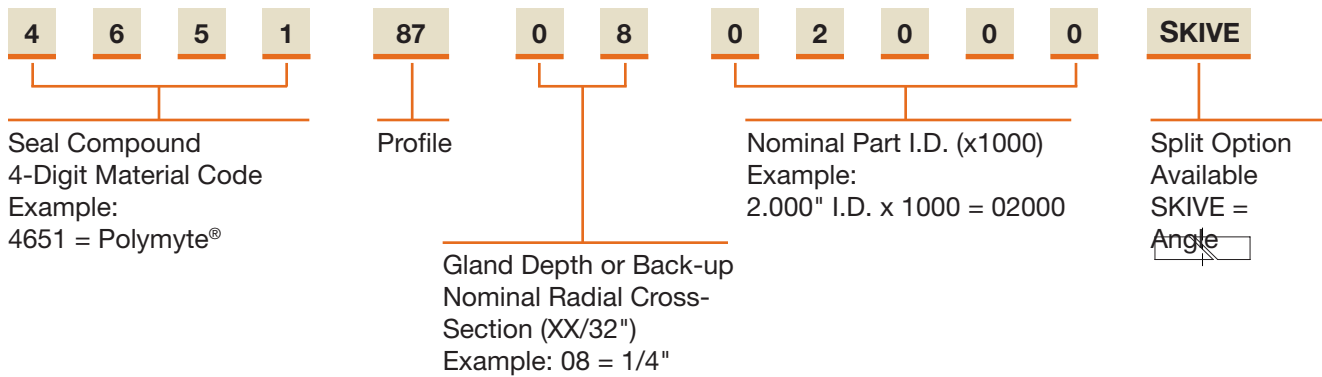 4 6 5 1 87 0 8 0 2 0 0 0 SKIVE
Seal Compound
4-Digit Material Code
Example:
4651 = Polymyte®
Profile
Gland Depth or Back-up
Nominal Radial Cross-
Section (XX/32")
Example: 08 = 1/4"
Nominal Part I.D. (x1000)
Example:
2.000" I.D. x 1000 = 02000
Split Option
Available
SKIVE =
Angle